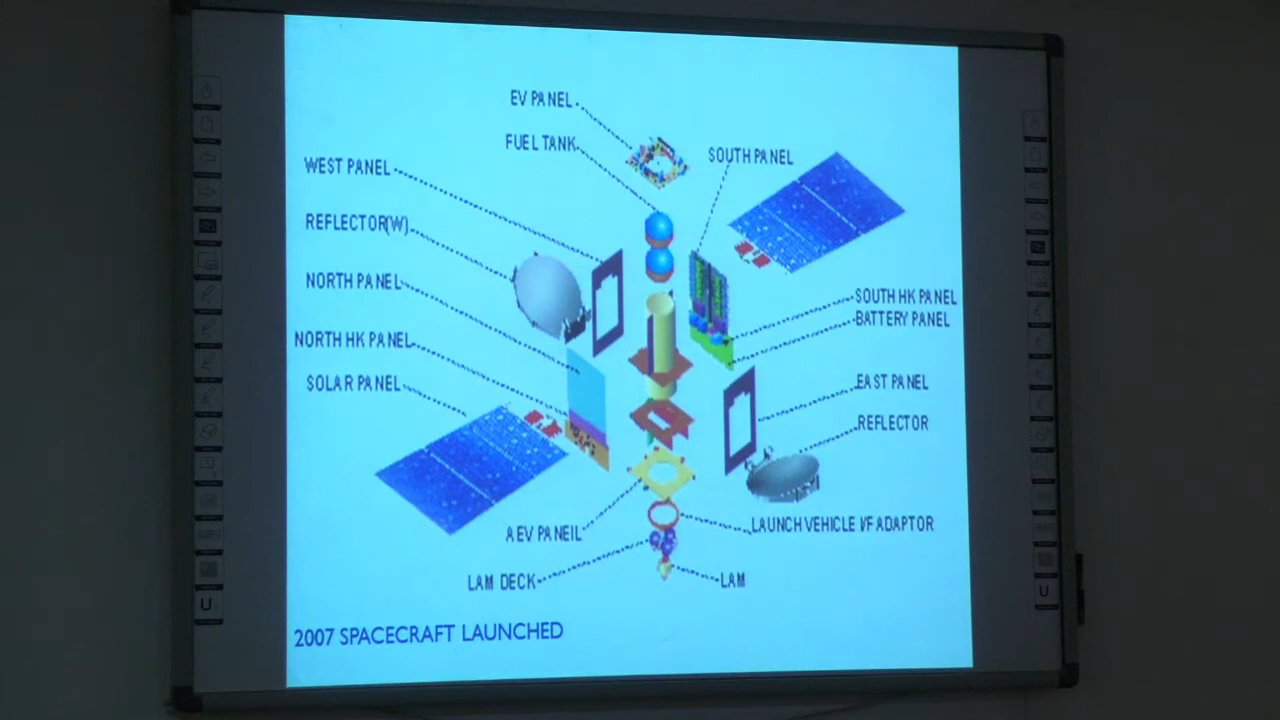 EV PANEL
FUEL TANK
SOUTH PANEL
WEST PANEL
REFLECTOR(W)
NORTH PANEL
SOUTH HK PANEL
BATTERY PANEL
NORTH HK PANEL
SOLAR PANEL
EAST PANEL
REFLECTOR
LAUNCH VEHICLE I/F ADAPTOR
AEV PANEIL
LAM DECK
LAM
2007 SPACECRAFT LAUNCHED
U
U